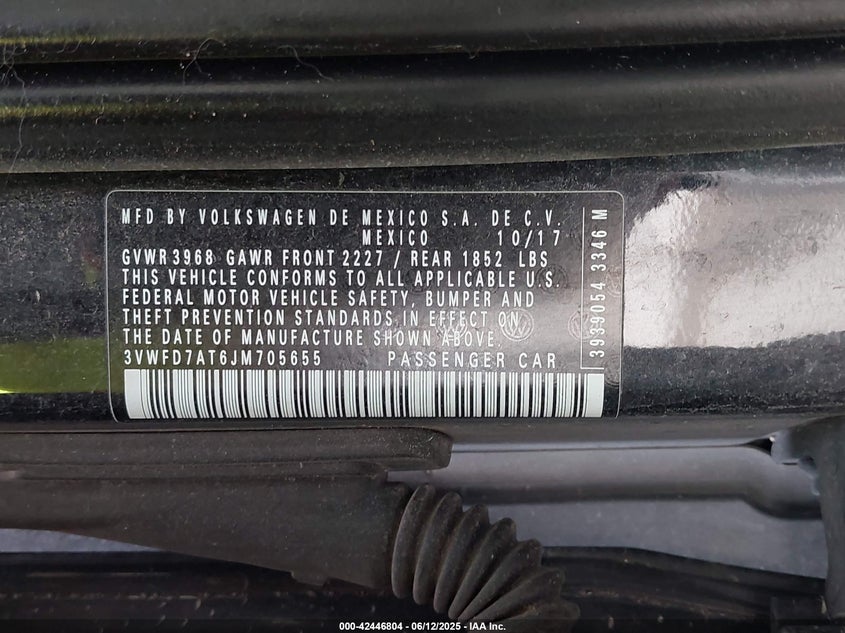 MFD BY VOLKSWAGEN DE MEXICO S.A. DE C.V.
MEXICO 10/17
GVWR 3968 GAWR FRONT 2227 / REAR 1852 LBS
THIS VEHICLE CONFORMS TO ALL APPLICABLE U.S.
FEDERAL MOTOR VEHICLE SAFETY, BUMPER AND
THEFT PREVENTION STANDARDS IN EFFECT ON
THE DATE OF MANUFACTURE SHOWN ABOVE.
3VWFD7AT6JM705655 PASSENGER CAR
3939054 3346 M
000-42446804 - 06/12/2025 - IAA Inc.